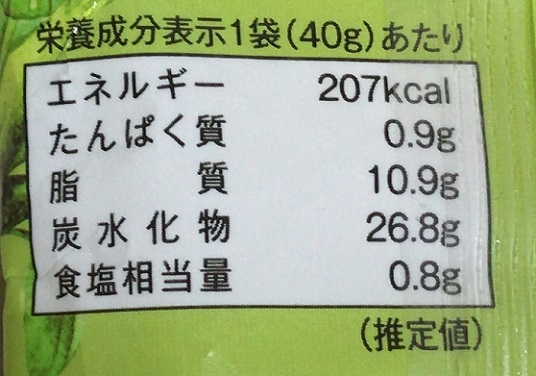 栄養成分表示1袋(40g)あたり
エネルギー 207kcal
たんぱく質 0.9g
脂質 10.9g
炭水化物 26.8g
食塩相当量 0.8g
(推定値)